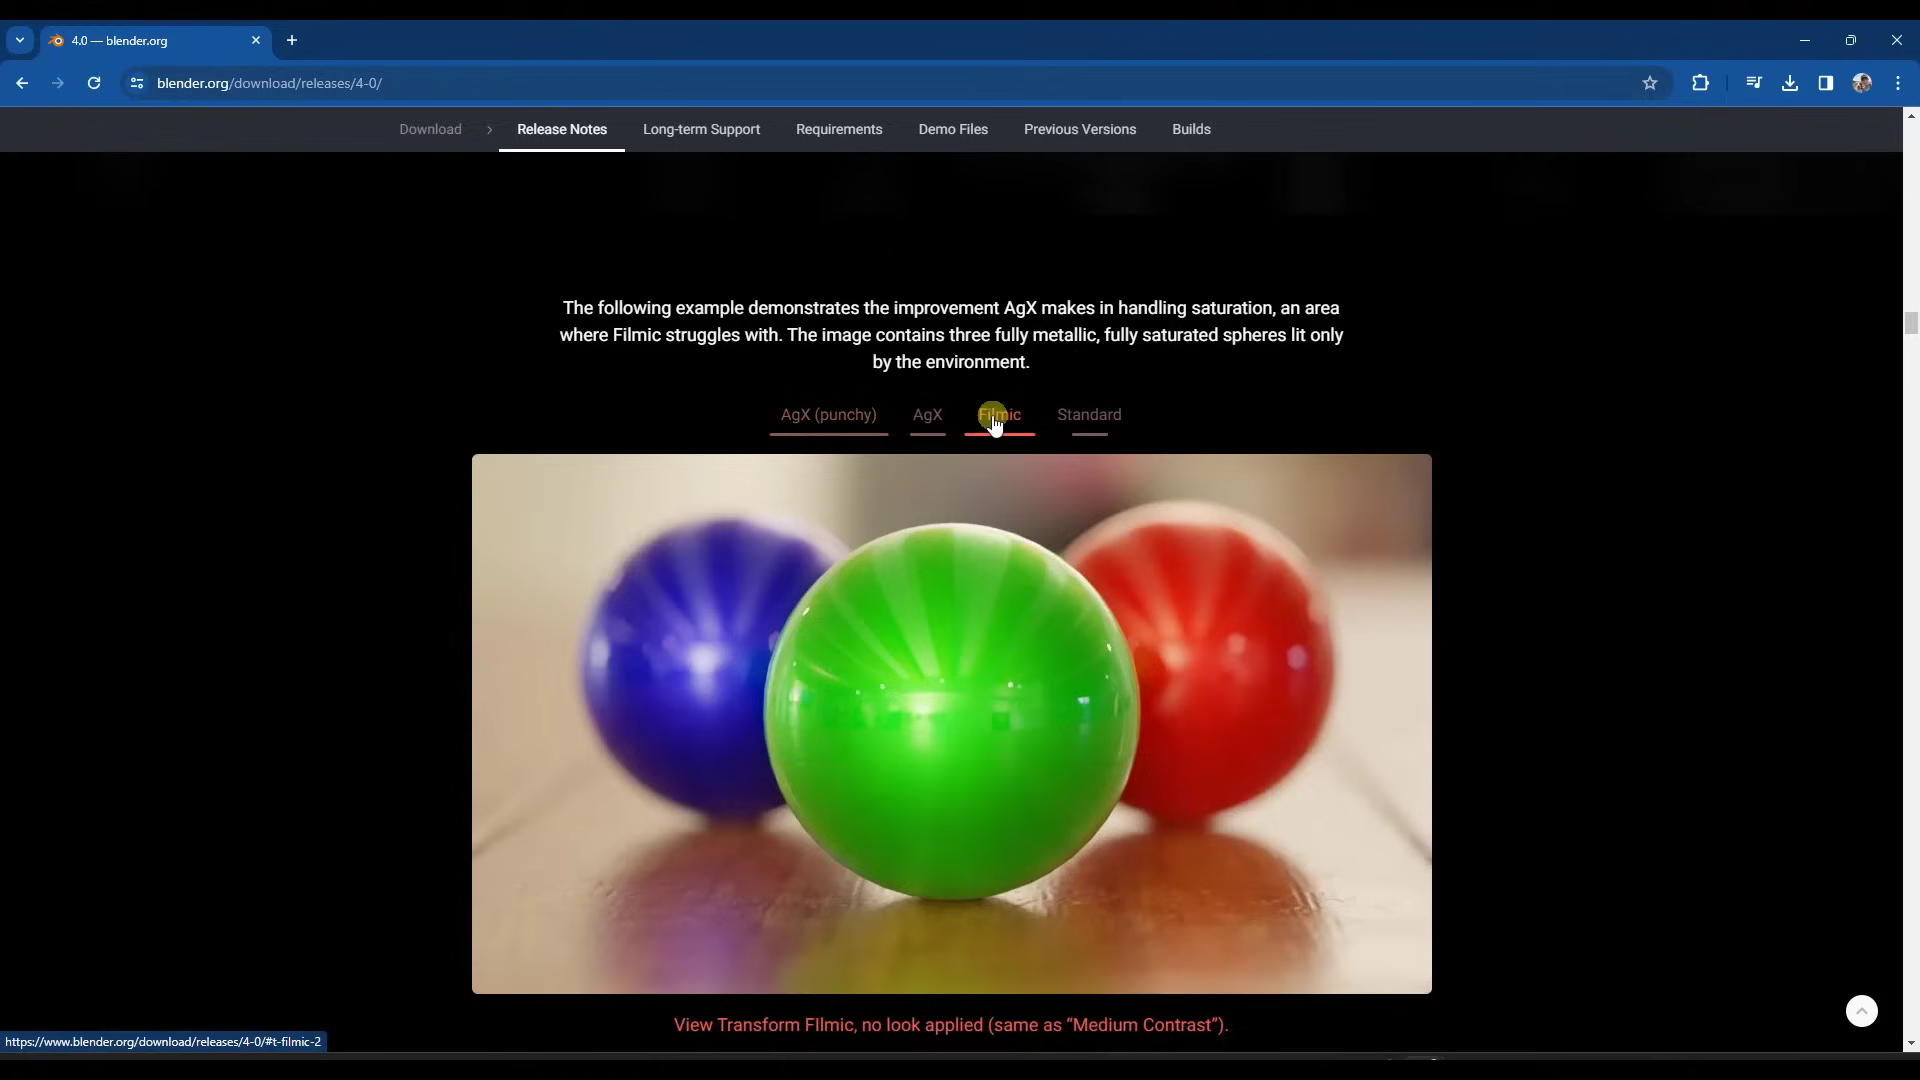 4.0 — blender.org
blender.org/download/releases/4-0/
Download
Release Notes
Long-term Support
Requirements
Demo Files
Previous Versions
Builds
The following example demonstrates the improvement AgX makes in handling saturation, an area
where Filmic struggles with. The image contains three fully metallic, fully saturated spheres lit only
by the environment.
AgX (punchy)
AgX
Filmic
Standard
View Transform FIlmic, no look applied (same as “Medium Contrast”).
https://www.blender.org/download/releases/4-0/#t-filmic-2